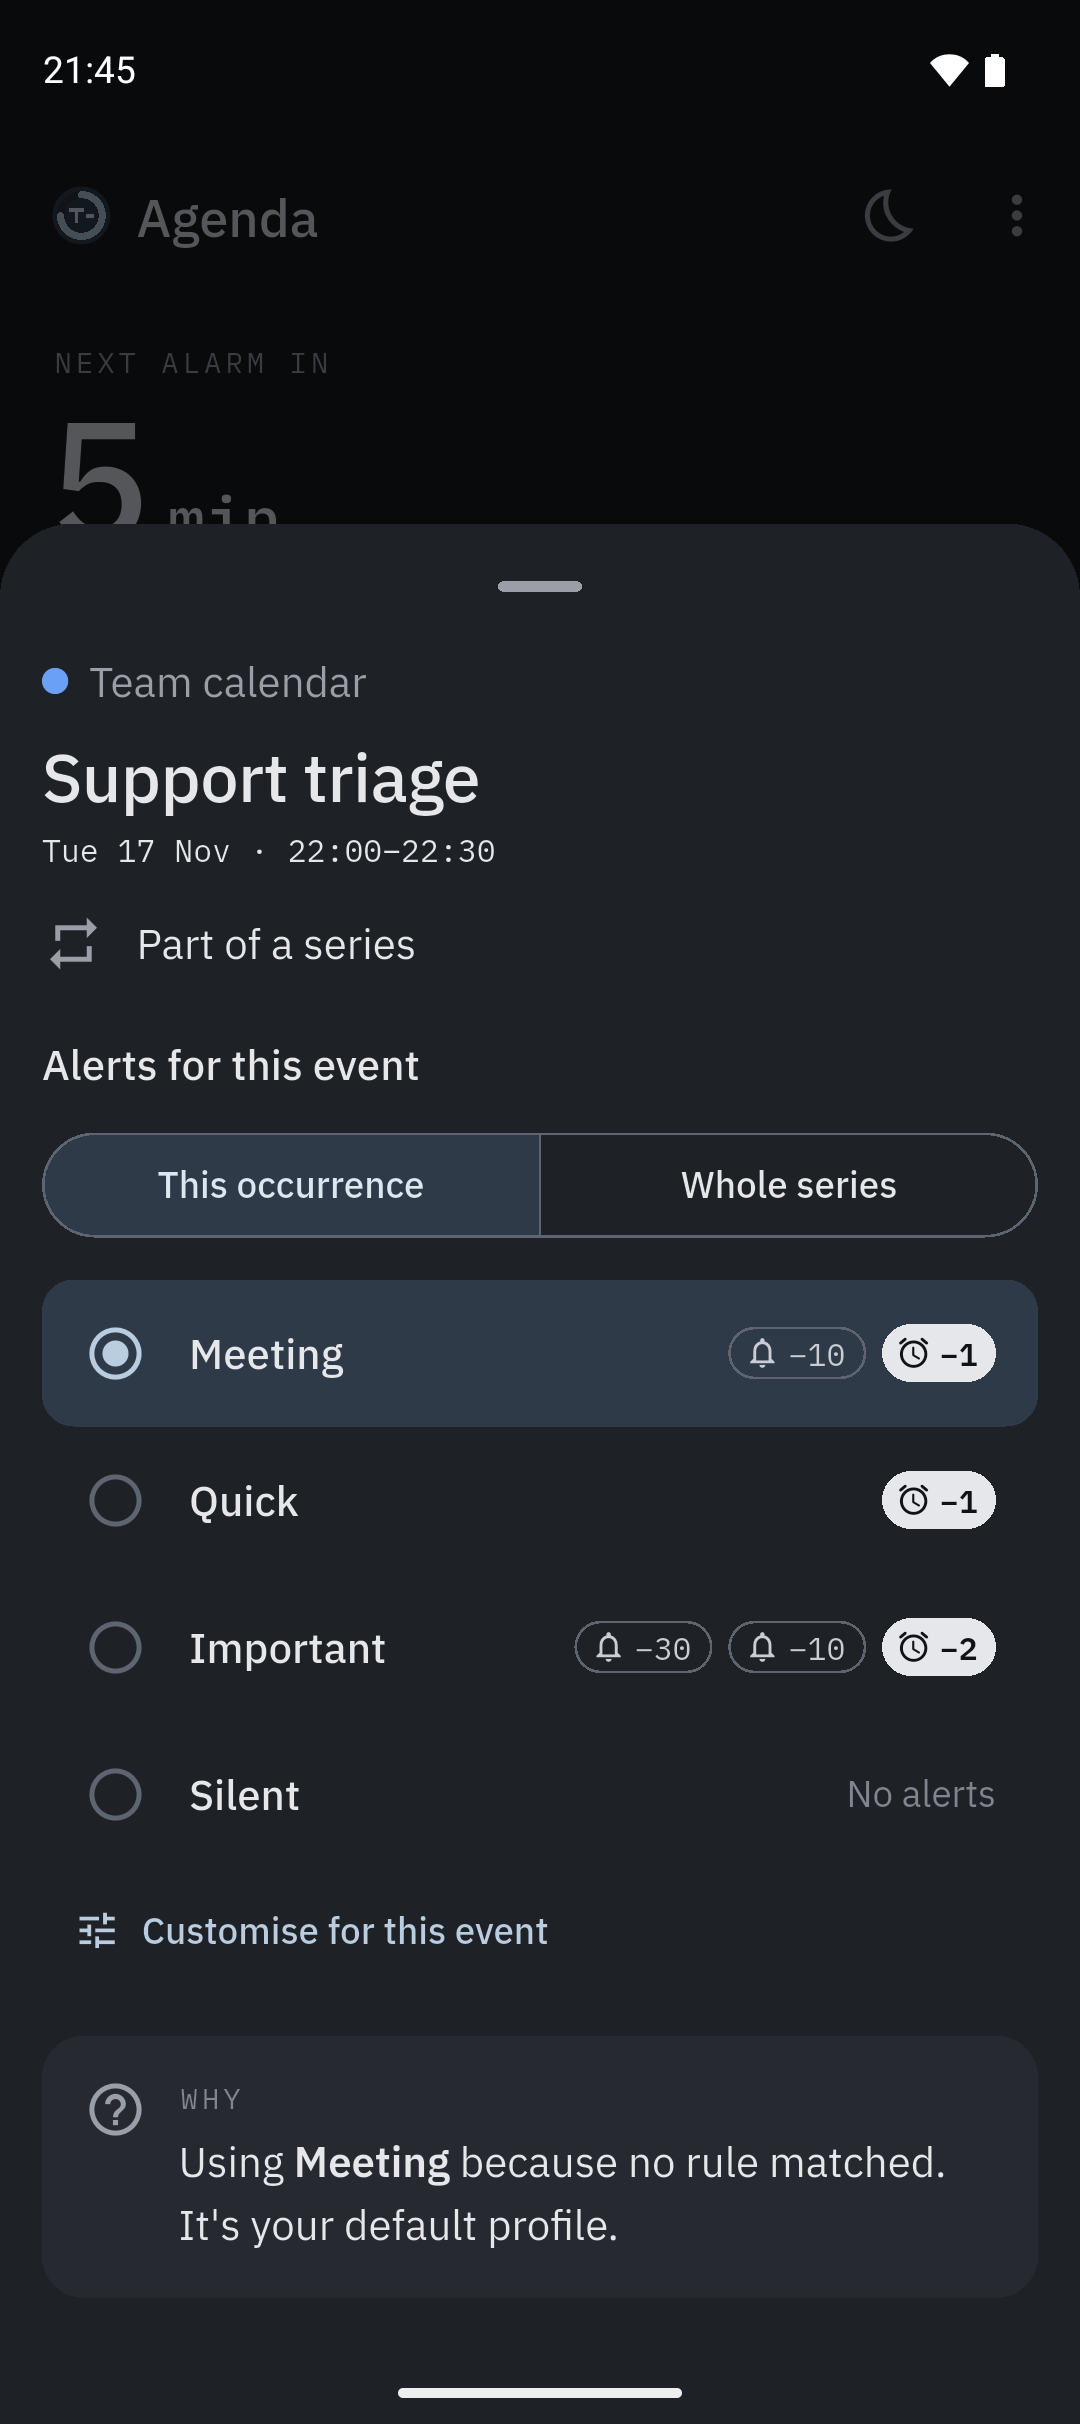 21:45
T-
Agenda
NEXT ALARM IN
5 min
Team calendar
Support triage
Tue 17 Nov · 22:00–22:30
Part of a series
Alerts for this event
This occurrence
Whole series
Meeting −10 −1
Quick −1
Important −30 −10 −2
Silent No alerts
Customise for this event
WHY
Using Meeting because no rule matched.
It's your default profile.